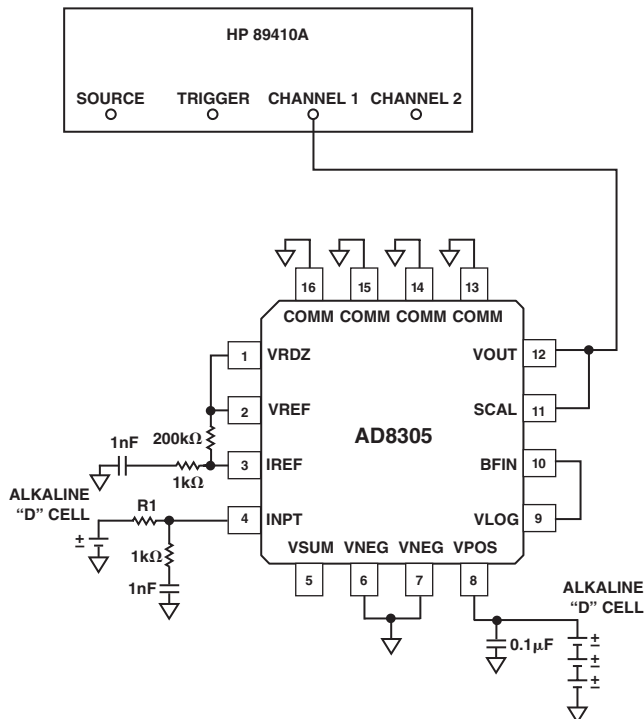 HP 89410A
SOURCE TRIGGER CHANNEL 1 CHANNEL 2
16 15 14 13
COMM COMM COMM COMM
1 VRDZ VOUT 12
2 VREF SCAL 11
200kΩ
AD8305
1nF
3 IREF BFIN 10
1kΩ
ALKALINE
“D” CELL
R1
4 INPT VLOG 9
±
1kΩ
VSUM VNEG VNEG VPOS
1nF
5 6 7 8
ALKALINE
“D” CELL
0.1µF
±
±
±